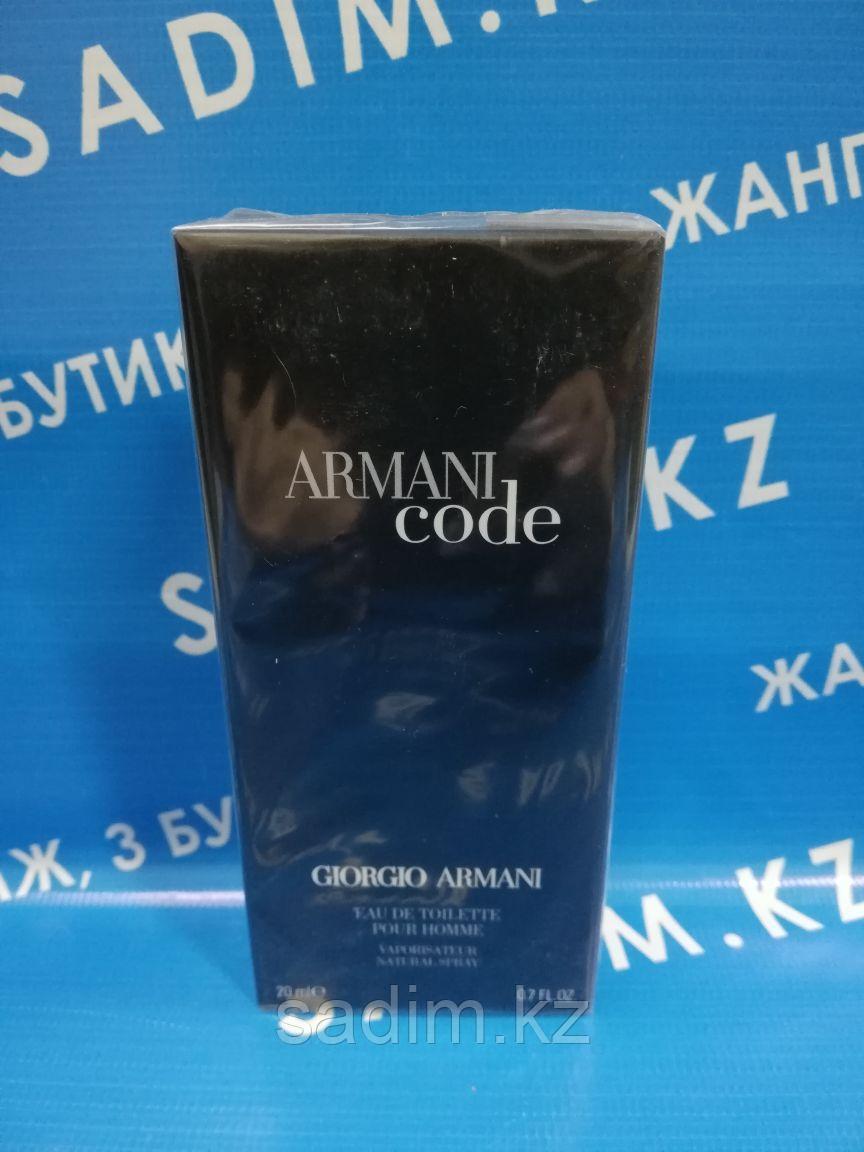 SADIM.K
ЖАНГ
БУТИК
ARMANI
code
KZ
S
ЖА
ИЖ, 3 БУ
GIORGIO ARMANI
EAU DE TOILETTE
POUR HOMME
VAPORISATEUR
NATURAL SPRAY
20 ml e
0.7 FL.OZ
M.KZ
sadim.kz